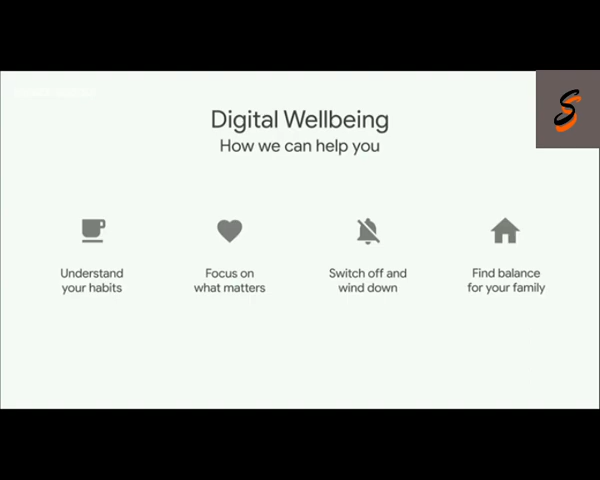 Digital Wellbeing
How we can help you
Understand
your habits
Focus on
what matters
Switch off and
wind down
Find balance
for your family